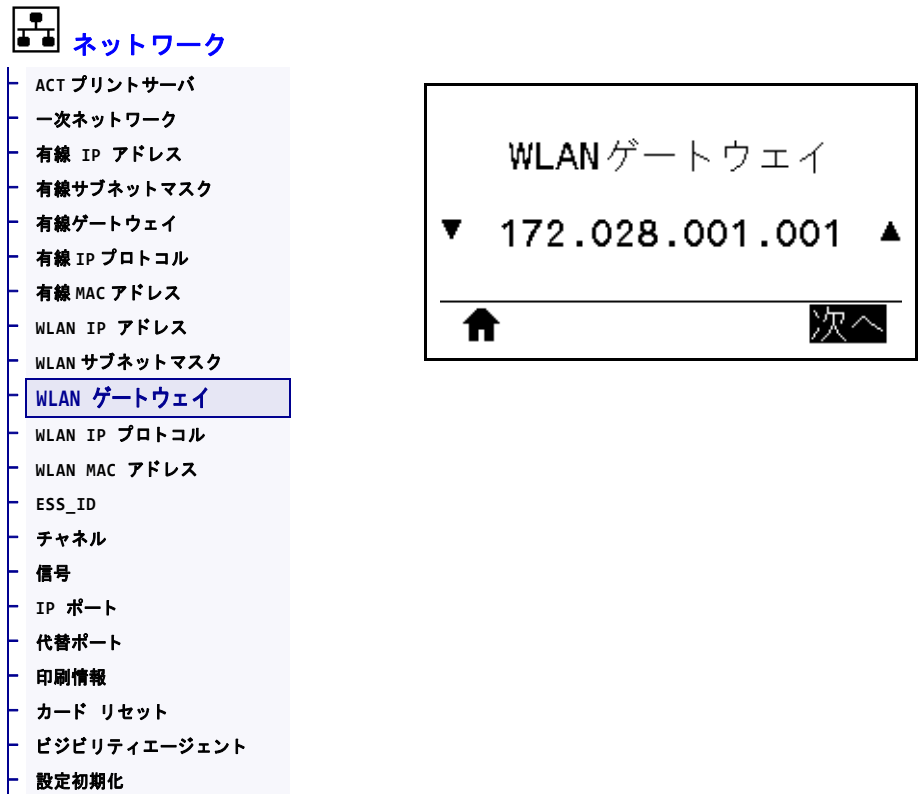 ネットワーク
ACT プリントサーバ
一次ネットワーク
有線 IP アドレス
有線サブネットマスク
有線ゲートウェイ
有線 IP プロトコル
有線 MAC アドレス
WLAN IP アドレス
WLAN サブネットマスク
WLAN ゲートウェイ
WLAN IP プロトコル
WLAN MAC アドレス
ESS_ID
チャネル
信号
IP ポート
代替ポート
印刷情報
カード リセット
ビジビリティエージェント
設定初期化
WLANゲートウェイ
▼ 172.028.001.001 ▲
次へ